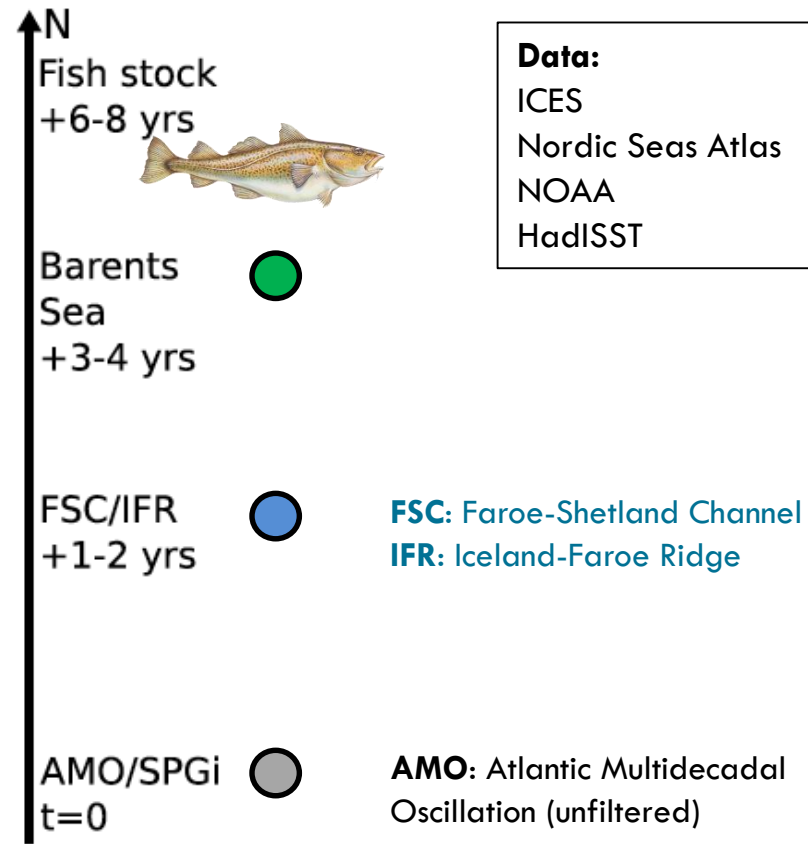 N
Fish stock
+6-8 yrs
Data:
ICES
Nordic Seas Atlas
NOAA
HadISST
Barents
Sea
+3-4 yrs
FSC/IFR
+1-2 yrs
FSC: Faroe-Shetland Channel
IFR: Iceland-Faroe Ridge
AMO/SPGi
t=0
AMO: Atlantic Multidecadal
Oscillation (unfiltered)